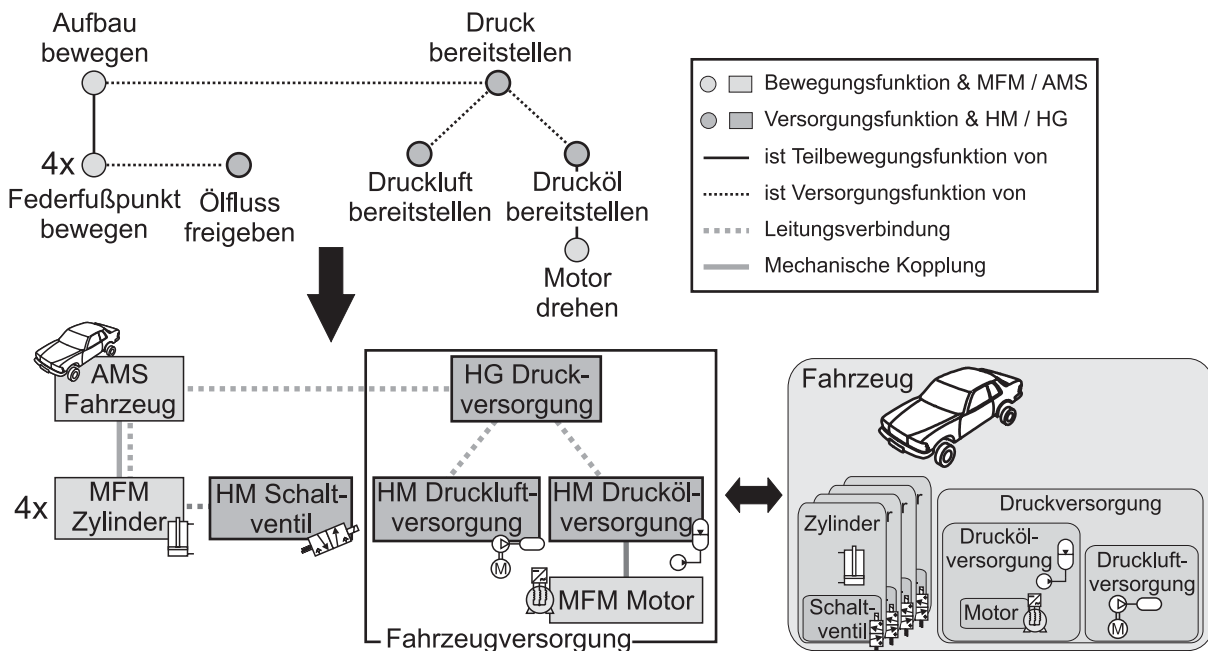 Aufbau
bewegen
Druck
bereitstellen
4x
Federfußpunkt
bewegen
Ölfluss
freigeben
Druckluft
bereitstellen
Drucköl
bereitstellen
Motor
drehen
Bewegungsfunktion & MFM / AMS
Versorgungsfunktion & HM / HG
ist Teilbewegungsfunktion von
ist Versorgungsfunktion von
Leitungsverbindung
Mechanische Kopplung
AMS
Fahrzeug
HG Druck-
versorgung
4x
MFM
Zylinder
HM Schalt-
ventil
HM Druckluft-
versorgung
M
HM Drucköl-
versorgung
MFM Motor
Fahrzeugversorgung
Fahrzeug
Zylinder
r
Schalt-
ventil
Druckversorgung
Drucköl-
versorgung
Motor
Druckluft-
versorgung
M